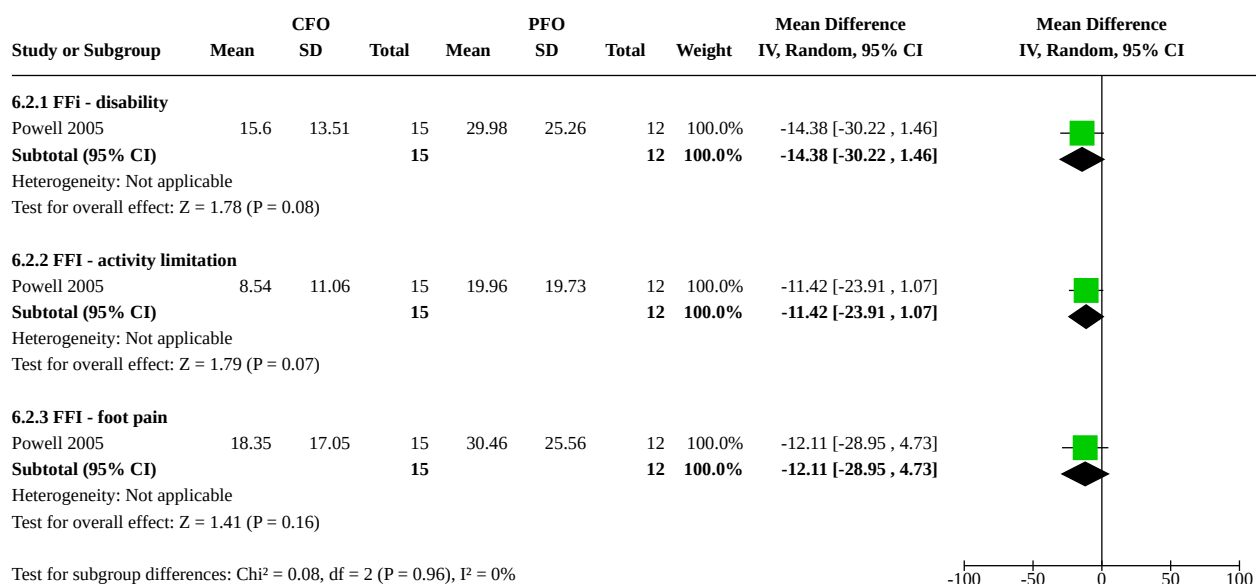 CFO PFO Mean Difference Mean Difference
Study or Subgroup Mean SD Total Mean SD Total Weight IV, Random, 95% CI IV, Random, 95% CI
6.2.1 FFi - disability
Powell 2005 15.6 13.51 15 29.98 25.26 12 100.0% -14.38 [-30.22 , 1.46]
Subtotal (95% CI) 15 12 100.0% -14.38 [-30.22 , 1.46]
Heterogeneity: Not applicable
Test for overall effect: Z = 1.78 (P = 0.08)
6.2.2 FFI - activity limitation
Powell 2005 8.54 11.06 15 19.96 19.73 12 100.0% -11.42 [-23.91 , 1.07]
Subtotal (95% CI) 15 12 100.0% -11.42 [-23.91 , 1.07]
Heterogeneity: Not applicable
Test for overall effect: Z = 1.79 (P = 0.07)
6.2.3 FFI - foot pain
Powell 2005 18.35 17.05 15 30.46 25.56 12 100.0% -12.11 [-28.95 , 4.73]
Subtotal (95% CI) 15 12 100.0% -12.11 [-28.95 , 4.73]
Heterogeneity: Not applicable
Test for overall effect: Z = 1.41 (P = 0.16)
Test for subgroup differences: Chi² = 0.08, df = 2 (P = 0.96), I² = 0%
-100 -50 0 50 100